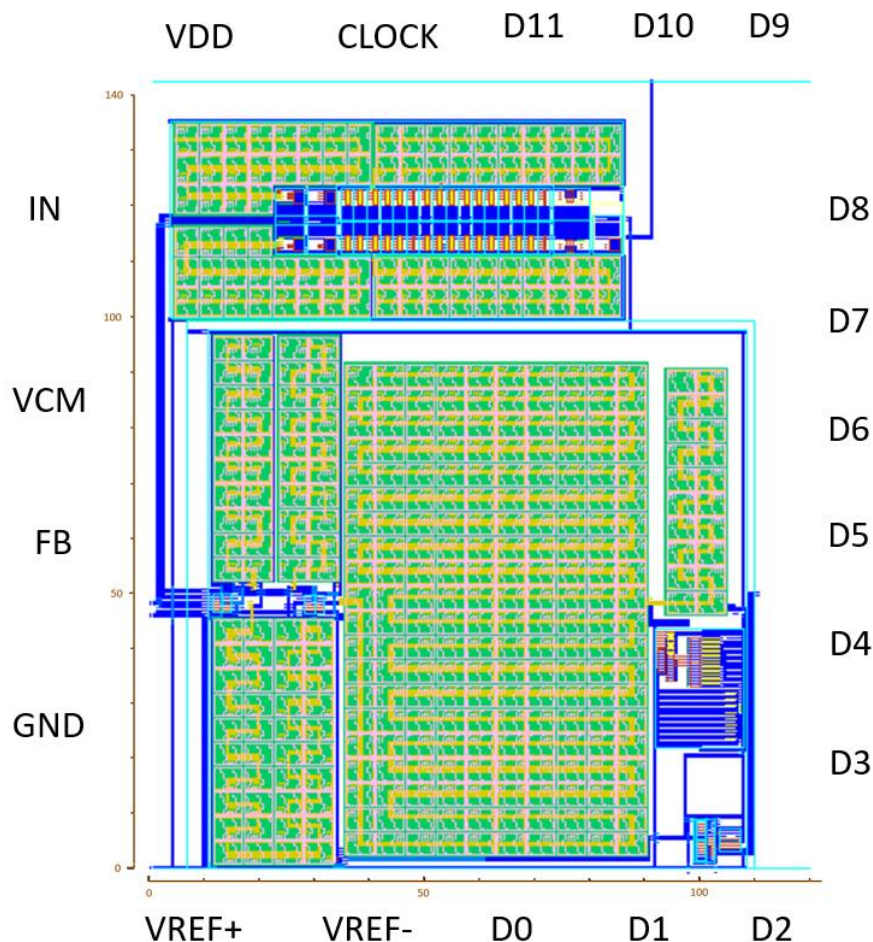 VDD CLOCK D11 D10 D9
140
IN D8
100 D7
VCM D6
FB D5
50
D4
GND D3
0
0 50 100
VREF+ VREF- D0 D1 D2